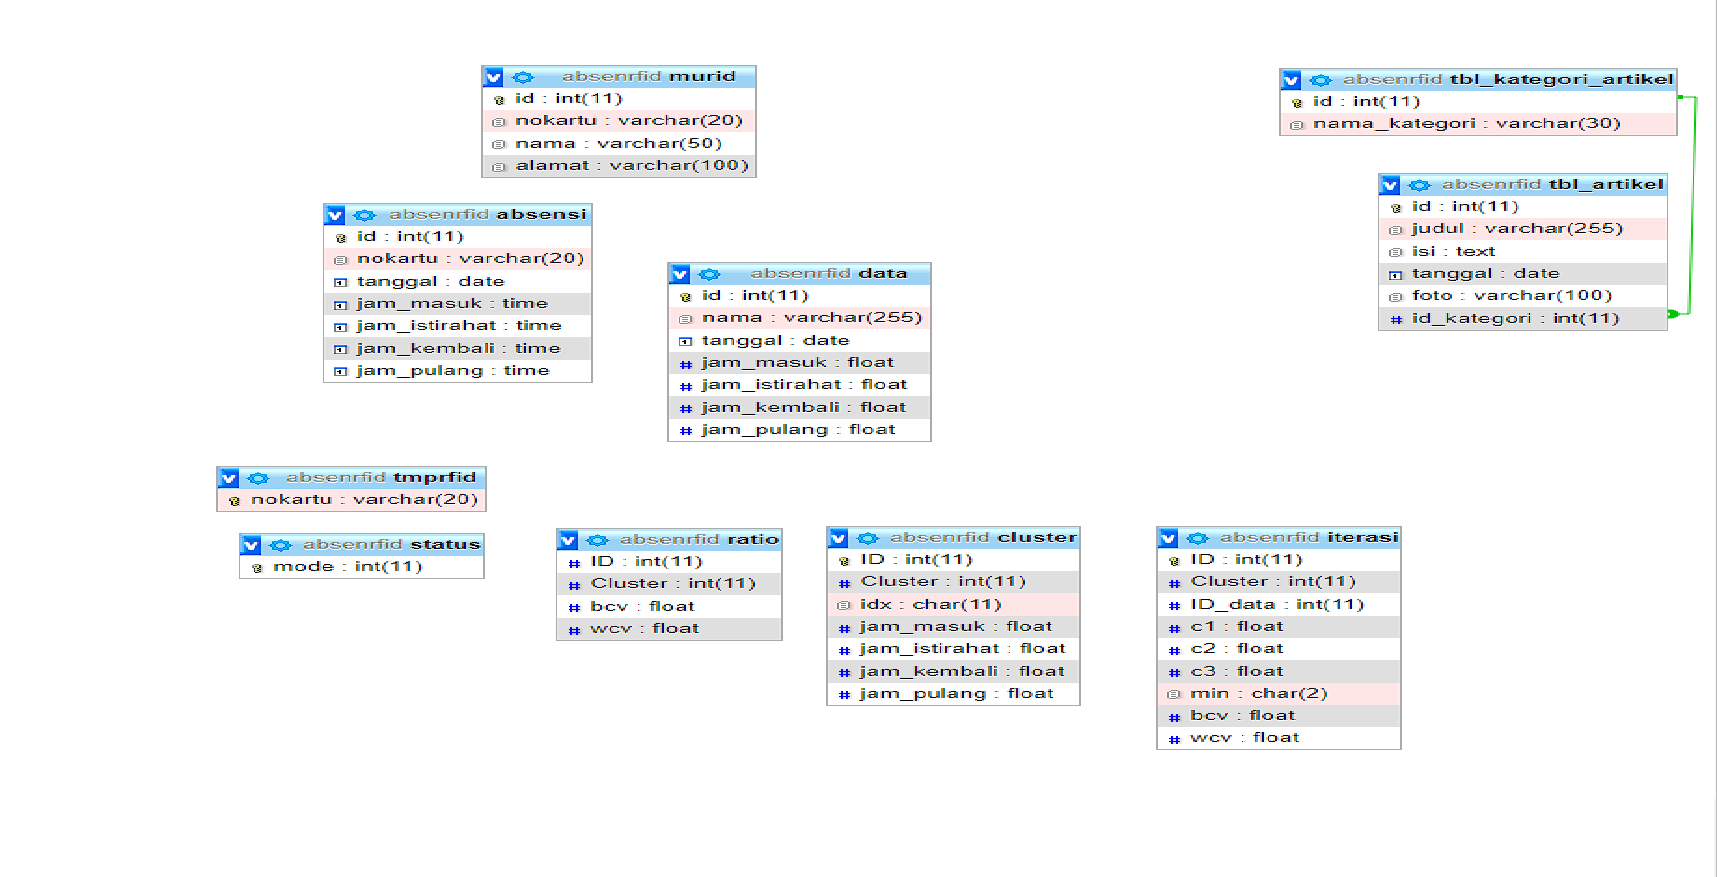 absenrfid murid
id : int(11)
nokartu : varchar(20)
nama : varchar(50)
alamat : varchar(100)
absenrfid tbl_kategori_artikel
id : int(11)
nama_kategori : varchar(30)
absenrfid tbl_artikel
id : int(11)
judul : varchar(255)
isi : text
tanggal : date
foto : varchar(100)
id_kategori : int(11)
absenrfid absensi
id : int(11)
nokartu : varchar(20)
tanggal : date
jam_masuk : time
jam_istirahat : time
jam_kembali : time
jam_pulang : time
absenrfid data
id : int(11)
nama : varchar(255)
tanggal : date
jam_masuk : float
jam_istirahat : float
jam_kembali : float
jam_pulang : float
absenrfid tmprfid
nokartu : varchar(20)
absenrfid status
mode : int(11)
absenrfid ratio
ID : int(11)
Cluster : int(11)
bcv : float
wcv : float
absenrfid cluster
ID : int(11)
Cluster : int(11)
idx : char(11)
jam_masuk : float
jam_istirahat : float
jam_kembali : float
jam_pulang : float
absenrfid iterasi
ID : int(11)
Cluster : int(11)
ID_data : int(11)
c1 : float
c2 : float
c3 : float
min : char(2)
bcv : float
wcv : float